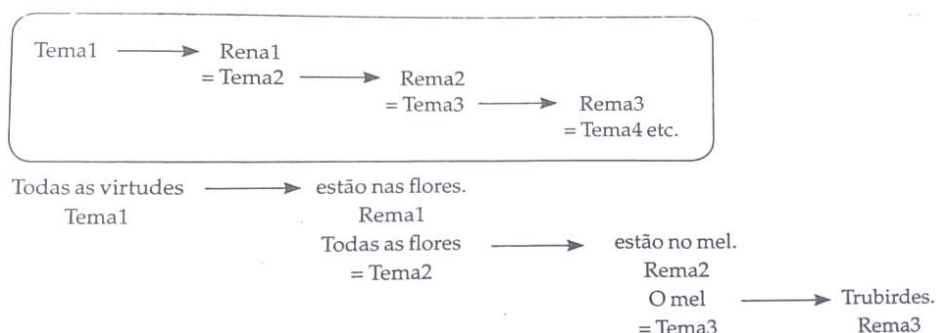 Tema1 Rena1
= Tema2 Rema2
= Tema3 Rema3
= Tema4 etc.
Todas as virtudes estão nas flores.
Tema1 Rema1
Todas as flores estão no mel.
= Tema2 Rema2
O mel Trubirdes.
= Tema3 Rema3